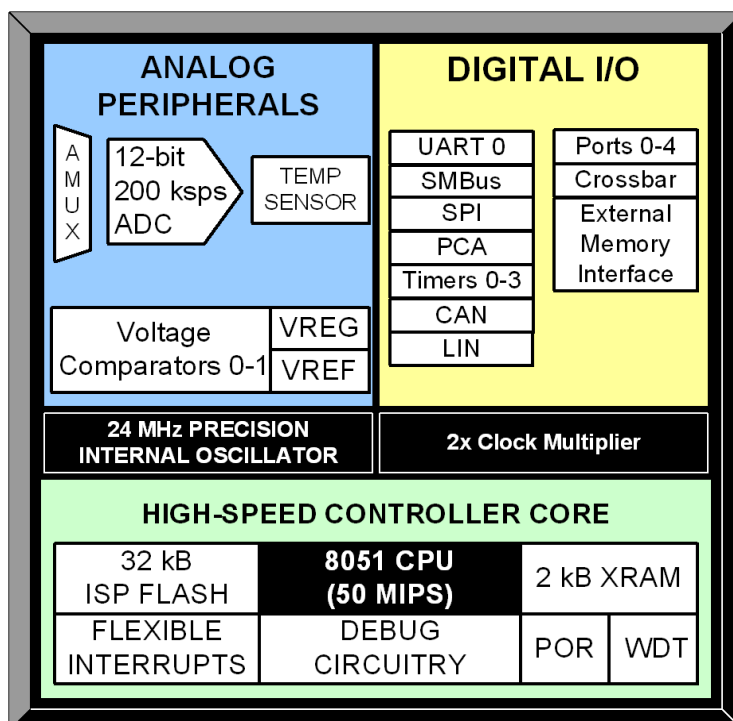 ANALOG
PERIPHERALS
A
M
U
X
12-bit
200 ksps
ADC
TEMP
SENSOR
Voltage
Comparators 0-1
VREG
VREF
DIGITAL I/O
UART 0
SMBus
SPI
PCA
Timers 0-3
CAN
LIN
Ports 0-4
Crossbar
External
Memory
Interface
24 MHz PRECISION
INTERNAL OSCILLATOR
2x Clock Multiplier
HIGH-SPEED CONTROLLER CORE
32 kB
ISP FLASH
8051 CPU
(50 MIPS)
2 kB XRAM
FLEXIBLE
INTERRUPTS
DEBUG
CIRCUITRY
POR
WDT